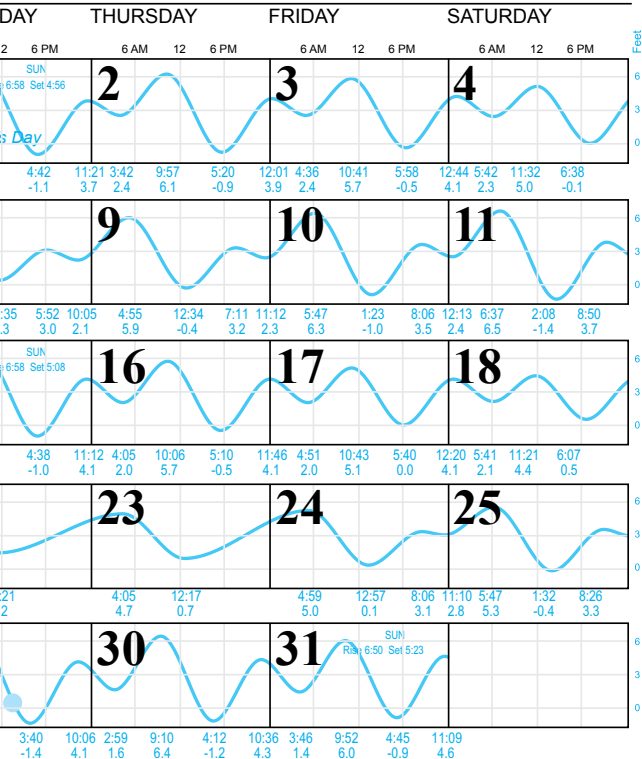 DAY THURSDAY FRIDAY SATURDAY
2 6 PM 6 AM 12 6 PM 6 AM 12 6 PM 6 AM 12 6 PM Feet
SUN
6:58 Set 4:56
s Day
2 3 4
6
3
0
4:42 11:21 3:42 9:57 5:20 12:01 4:36 10:41 5:58 12:44 5:42 11:32 6:38
-1.1 3.7 2.4 6.1 -0.9 3.9 2.4 5.7 -0.5 4.1 2.3 5.0 -0.1
9 10 11
6
3
0
:35 5:52 10:05 4:55 12:34 7:11 11:12 5:47 1:23 8:06 12:13 6:37 2:08 8:50
.3 3.0 2.1 5.9 -0.4 3.2 2.3 6.3 -1.0 3.5 2.4 6.5 -1.4 3.7
SUN
6:58 Set 5:08
16 17 18
6
3
0
4:38 11:12 4:05 10:06 5:10 11:46 4:51 10:43 5:40 12:20 5:41 11:21 6:07
-1.0 4.1 2.0 5.7 -0.5 4.1 2.0 5.1 0.0 4.1 2.1 4.4 0.5
23 24 25
6
3
0
:21 4:05 12:17 4:59 12:57 8:06 11:10 5:47 1:32 8:26
2 4.7 0.7 5.0 0.1 3.1 2.8 5.3 -0.4 3.3
30 31
SUN
Rise 6:50 Set 5:23
6
3
0
3:40 10:06 2:59 9:10 4:12 10:36 3:46 9:52 4:45 11:09
-1.4 4.1 1.6 6.4 -1.2 4.3 1.4 6.0 -0.9 4.6